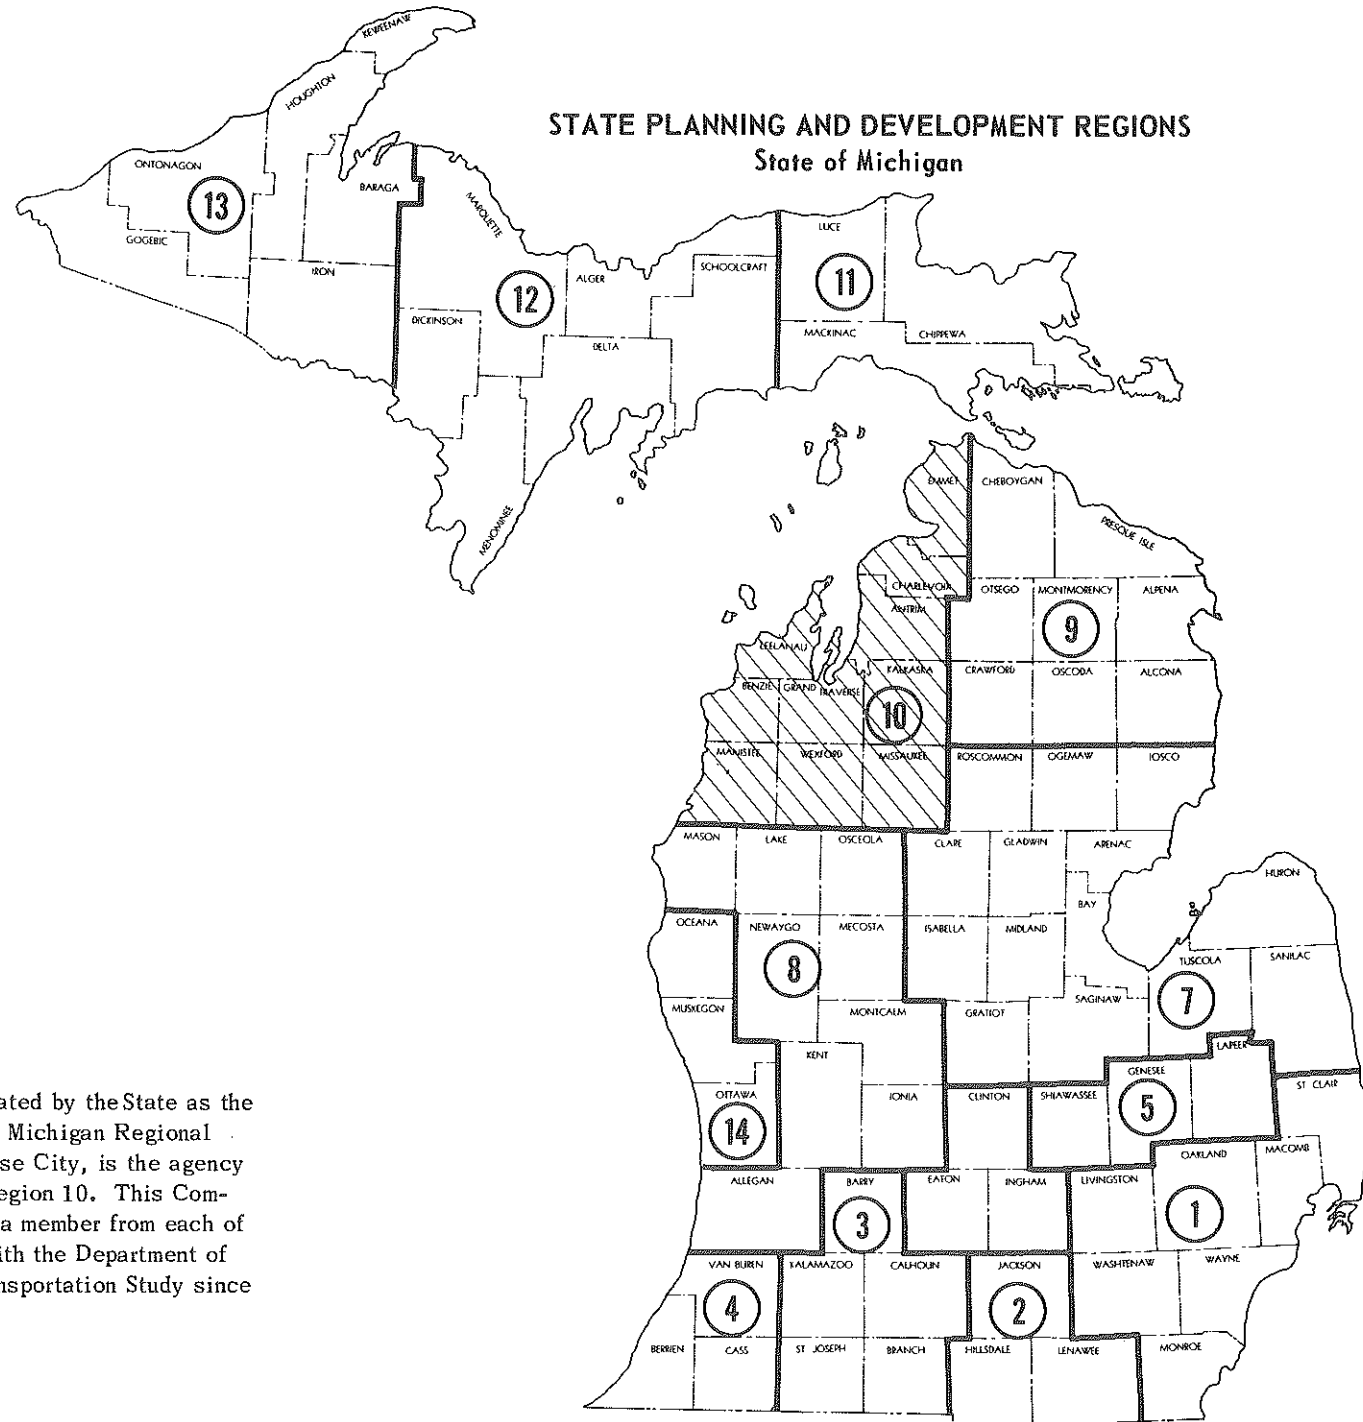 STATE PLANNING AND DEVELOPMENT REGIONS
State of Michigan
KEWEENAW
HOUGHTON
ONTONAGON
13
BARAGA
GOGEBIC
IRON
MARQUETTE
12
ALGER
SCHOOLCRAFT
DICKINSON
DELTA
MENOMINEE
LUCE
11
MACKINAC
CHIPPEWA
EMMET
CHEBOYGAN
PRESQUE ISLE
CHARLEVOIX
ANTRIM
OTSEGO
MONTMORENCY
ALPENA
9
LEELANAU
KALKASKA
CRAWFORD
OSCODA
ALCONA
BENZIE
GRAND TRAVERSE
10
MANISTEE
WEXFORD
MISSAUKEE
ROSCOMMON
OGEMAW
IOSCO
MASON
LAKE
OSCEOLA
CLARE
GLADWIN
ARENAC
HURON
BAY
OCEANA
NEWAYGO
MECOSTA
ISABELLA
MIDLAND
8
TUSCOLA
SANILAC
7
MUSKEGON
MONTCALM
GRATIOT
SAGINAW
KENT
LAPEER
GENESEE
OTTAWA
IONIA
CLINTON
SHIAWASSEE
5
ST CLAIR
14
OAKLAND
MACOMB
ALLEGAN
BARRY
EATON
INGHAM
LIVINGSTON
3
1
VAN BUREN
KALAMAZOO
CALHOUN
JACKSON
WASHTENAW
WAYNE
4
2
BERRIEN
CASS
ST JOSEPH
BRANCH
HILLSDALE
LENAWEE
MONROE
ated by the State as the
Michigan Regional
se City, is the agency
egion 10. This Com-
a member from each of
ith the Department of
nsportation Study since